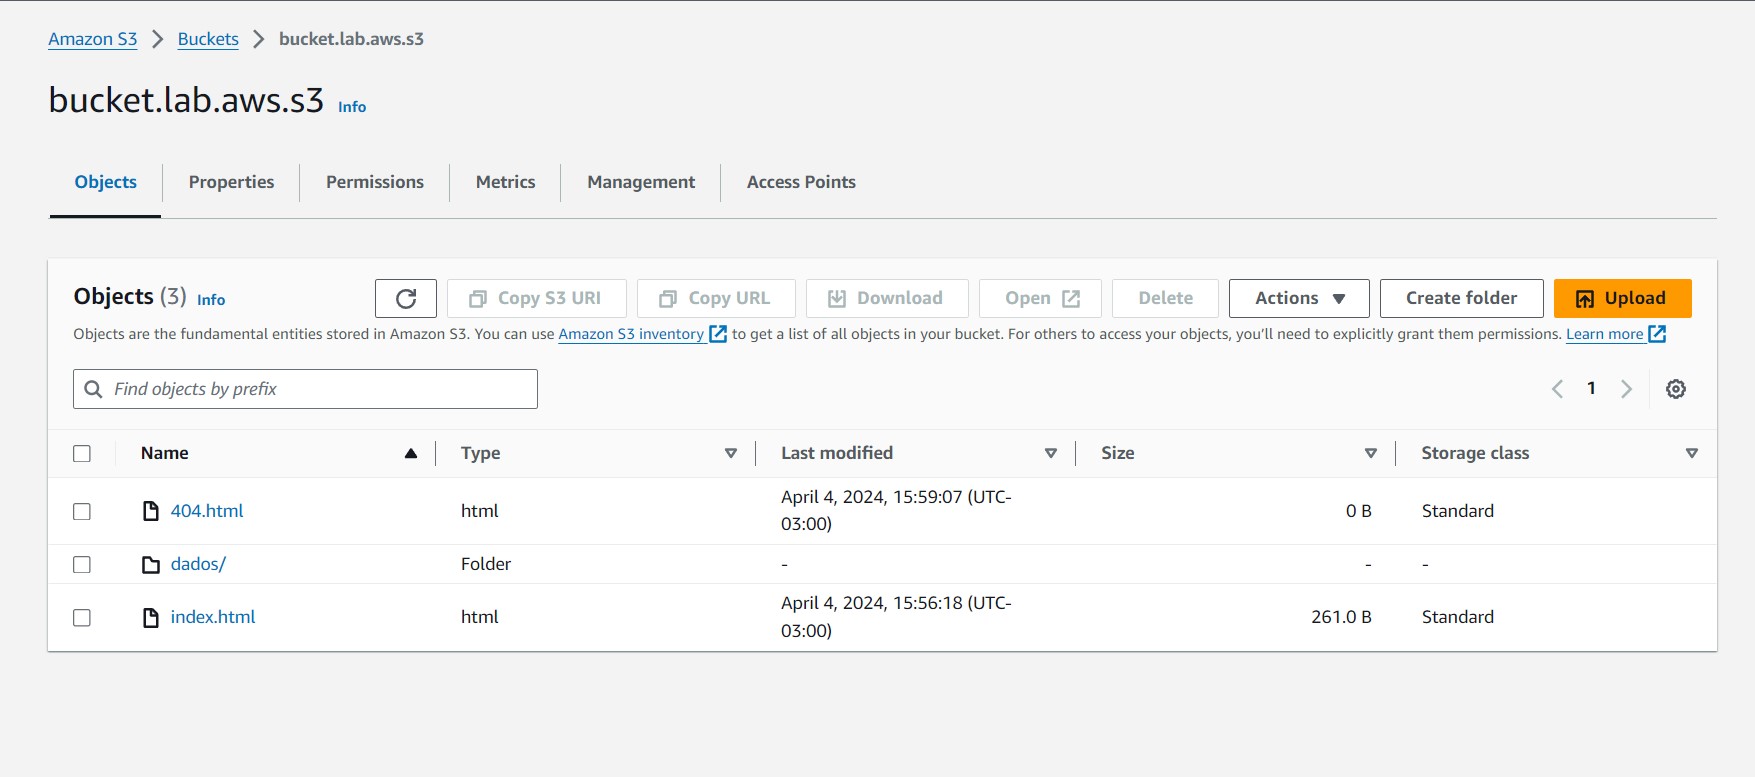 Amazon S3 > Buckets > bucket.lab.aws.s3
bucket.lab.aws.s3 Info
Objects Properties Permissions Metrics Management Access Points
Objects (3) Info Copy S3 URI Copy URL Download Open Delete Actions Create folder Upload
Objects are the fundamental entities stored in Amazon S3. You can use Amazon S3 inventory to get a list of all objects in your bucket. For others to access your objects, you’ll need to explicitly grant them permissions. Learn more
Find objects by prefix 1
Name Type Last modified Size Storage class
404.html html April 4, 2024, 15:59:07 (UTC-
03:00) 0 B Standard
dados/ Folder - - -
index.html html April 4, 2024, 15:56:18 (UTC-
03:00) 261.0 B Standard